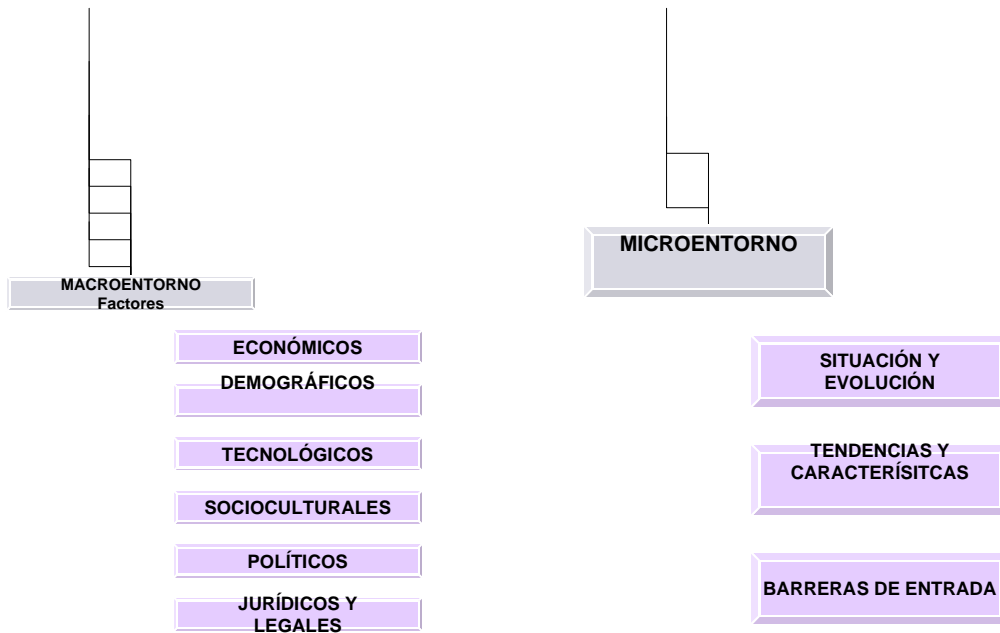 MACROENTORNO
Factores
ECONÓMICOS
DEMOGRÁFICOS
TECNOLÓGICOS
SOCIOCULTURALES
POLÍTICOS
JURÍDICOS Y
LEGALES
MICROENTORNO
SITUACIÓN Y
EVOLUCIÓN
TENDENCIAS Y
CARACTERÍSITCAS
BARRERAS DE ENTRADA